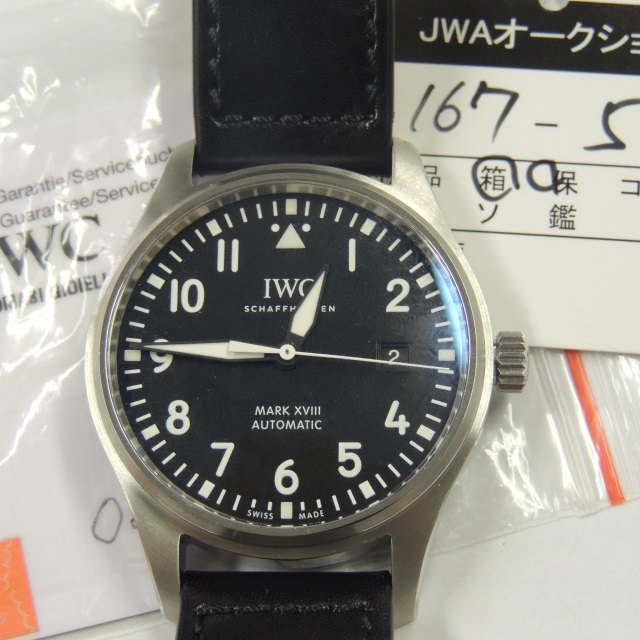 JWAオークショ
167-5
品 箱 保 コ
ソ 鑑
Garantie/Service
Guarantee/Service
IWC
11
1
10
IWC
2
SCHAFFHAUSEN
9
2
MARK XVIII
AUTOMATIC
8
4
7
5
6
SWISS MADE